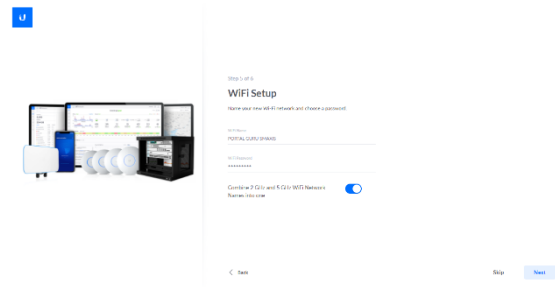 U
Step 5 of 6
WiFi Setup
Name your new WiFi network and choose a password.
WiFi Name
PORTAL GURU
WiFi Password
•••••••••
Combine 2 GHz and 5 GHz WiFi Network
Names into one
Back
Skip
Next